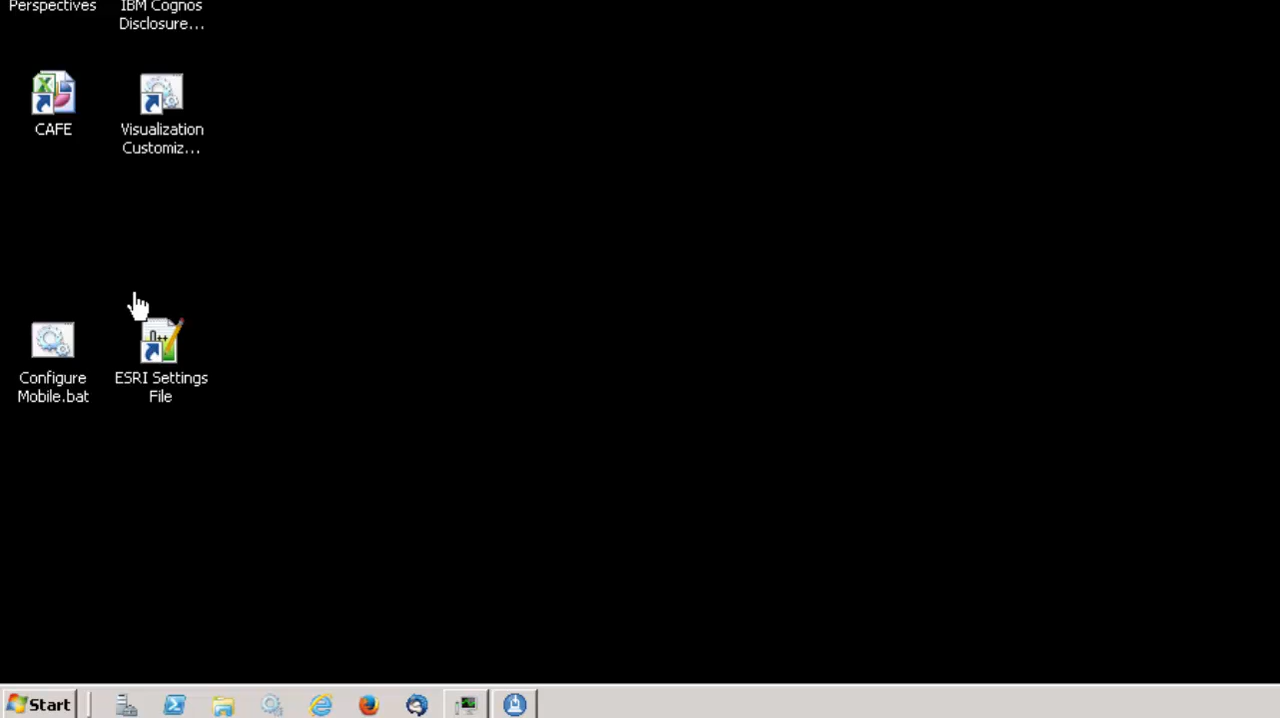 Perspectives
IBM Cognos
Disclosure...
CAFE
Visualization
Customiz...
Configure
Mobile.bat
ESRI Settings
File
Start